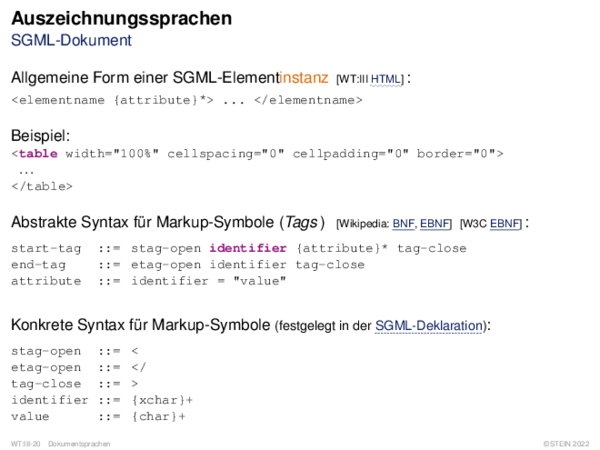 Auszeichnungssprachen
SGML-Dokument
Allgemeine Form einer SGML-Elementinstanz [WT:III HTML] :
<elementname {attribute}*> ... </elementname>
Beispiel:
<table width="100%" cellspacing="0" cellpadding="0" border="0">
...
</table>
Abstrakte Syntax für Markup-Symbole (Tags ) [Wikipedia: BNF, EBNF] [W3C EBNF] :
start-tag ::= stag-open identifier {attribute}* tag-close
end-tag ::= etag-open identifier tag-close
attribute ::= identifier = "value"
Konkrete Syntax für Markup-Symbole (festgelegt in der SGML-Deklaration):
stag-open ::= <
etag-open ::= </
tag-close ::= >
identifier ::= {xchar}+
value ::= {char}+
WT:III-20 Dokumentsprachen ©STEIN 2022